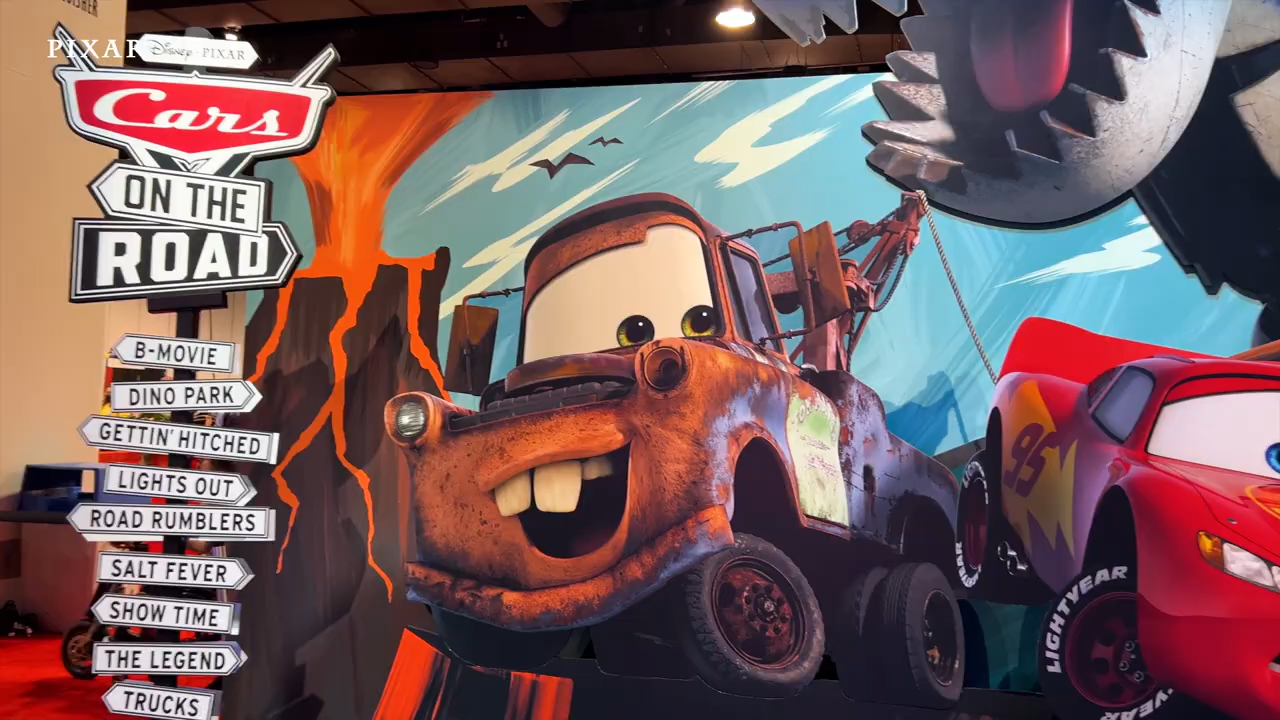 PIXAR
Disney · PIXAR
Cars
ON THE
ROAD
B-MOVIE
DINO PARK
GETTIN' HITCHED
LIGHTS OUT
ROAD RUMBLERS
SALT FEVER
SHOW TIME
THE LEGEND
TRUCKS
95
LIGHTYEAR